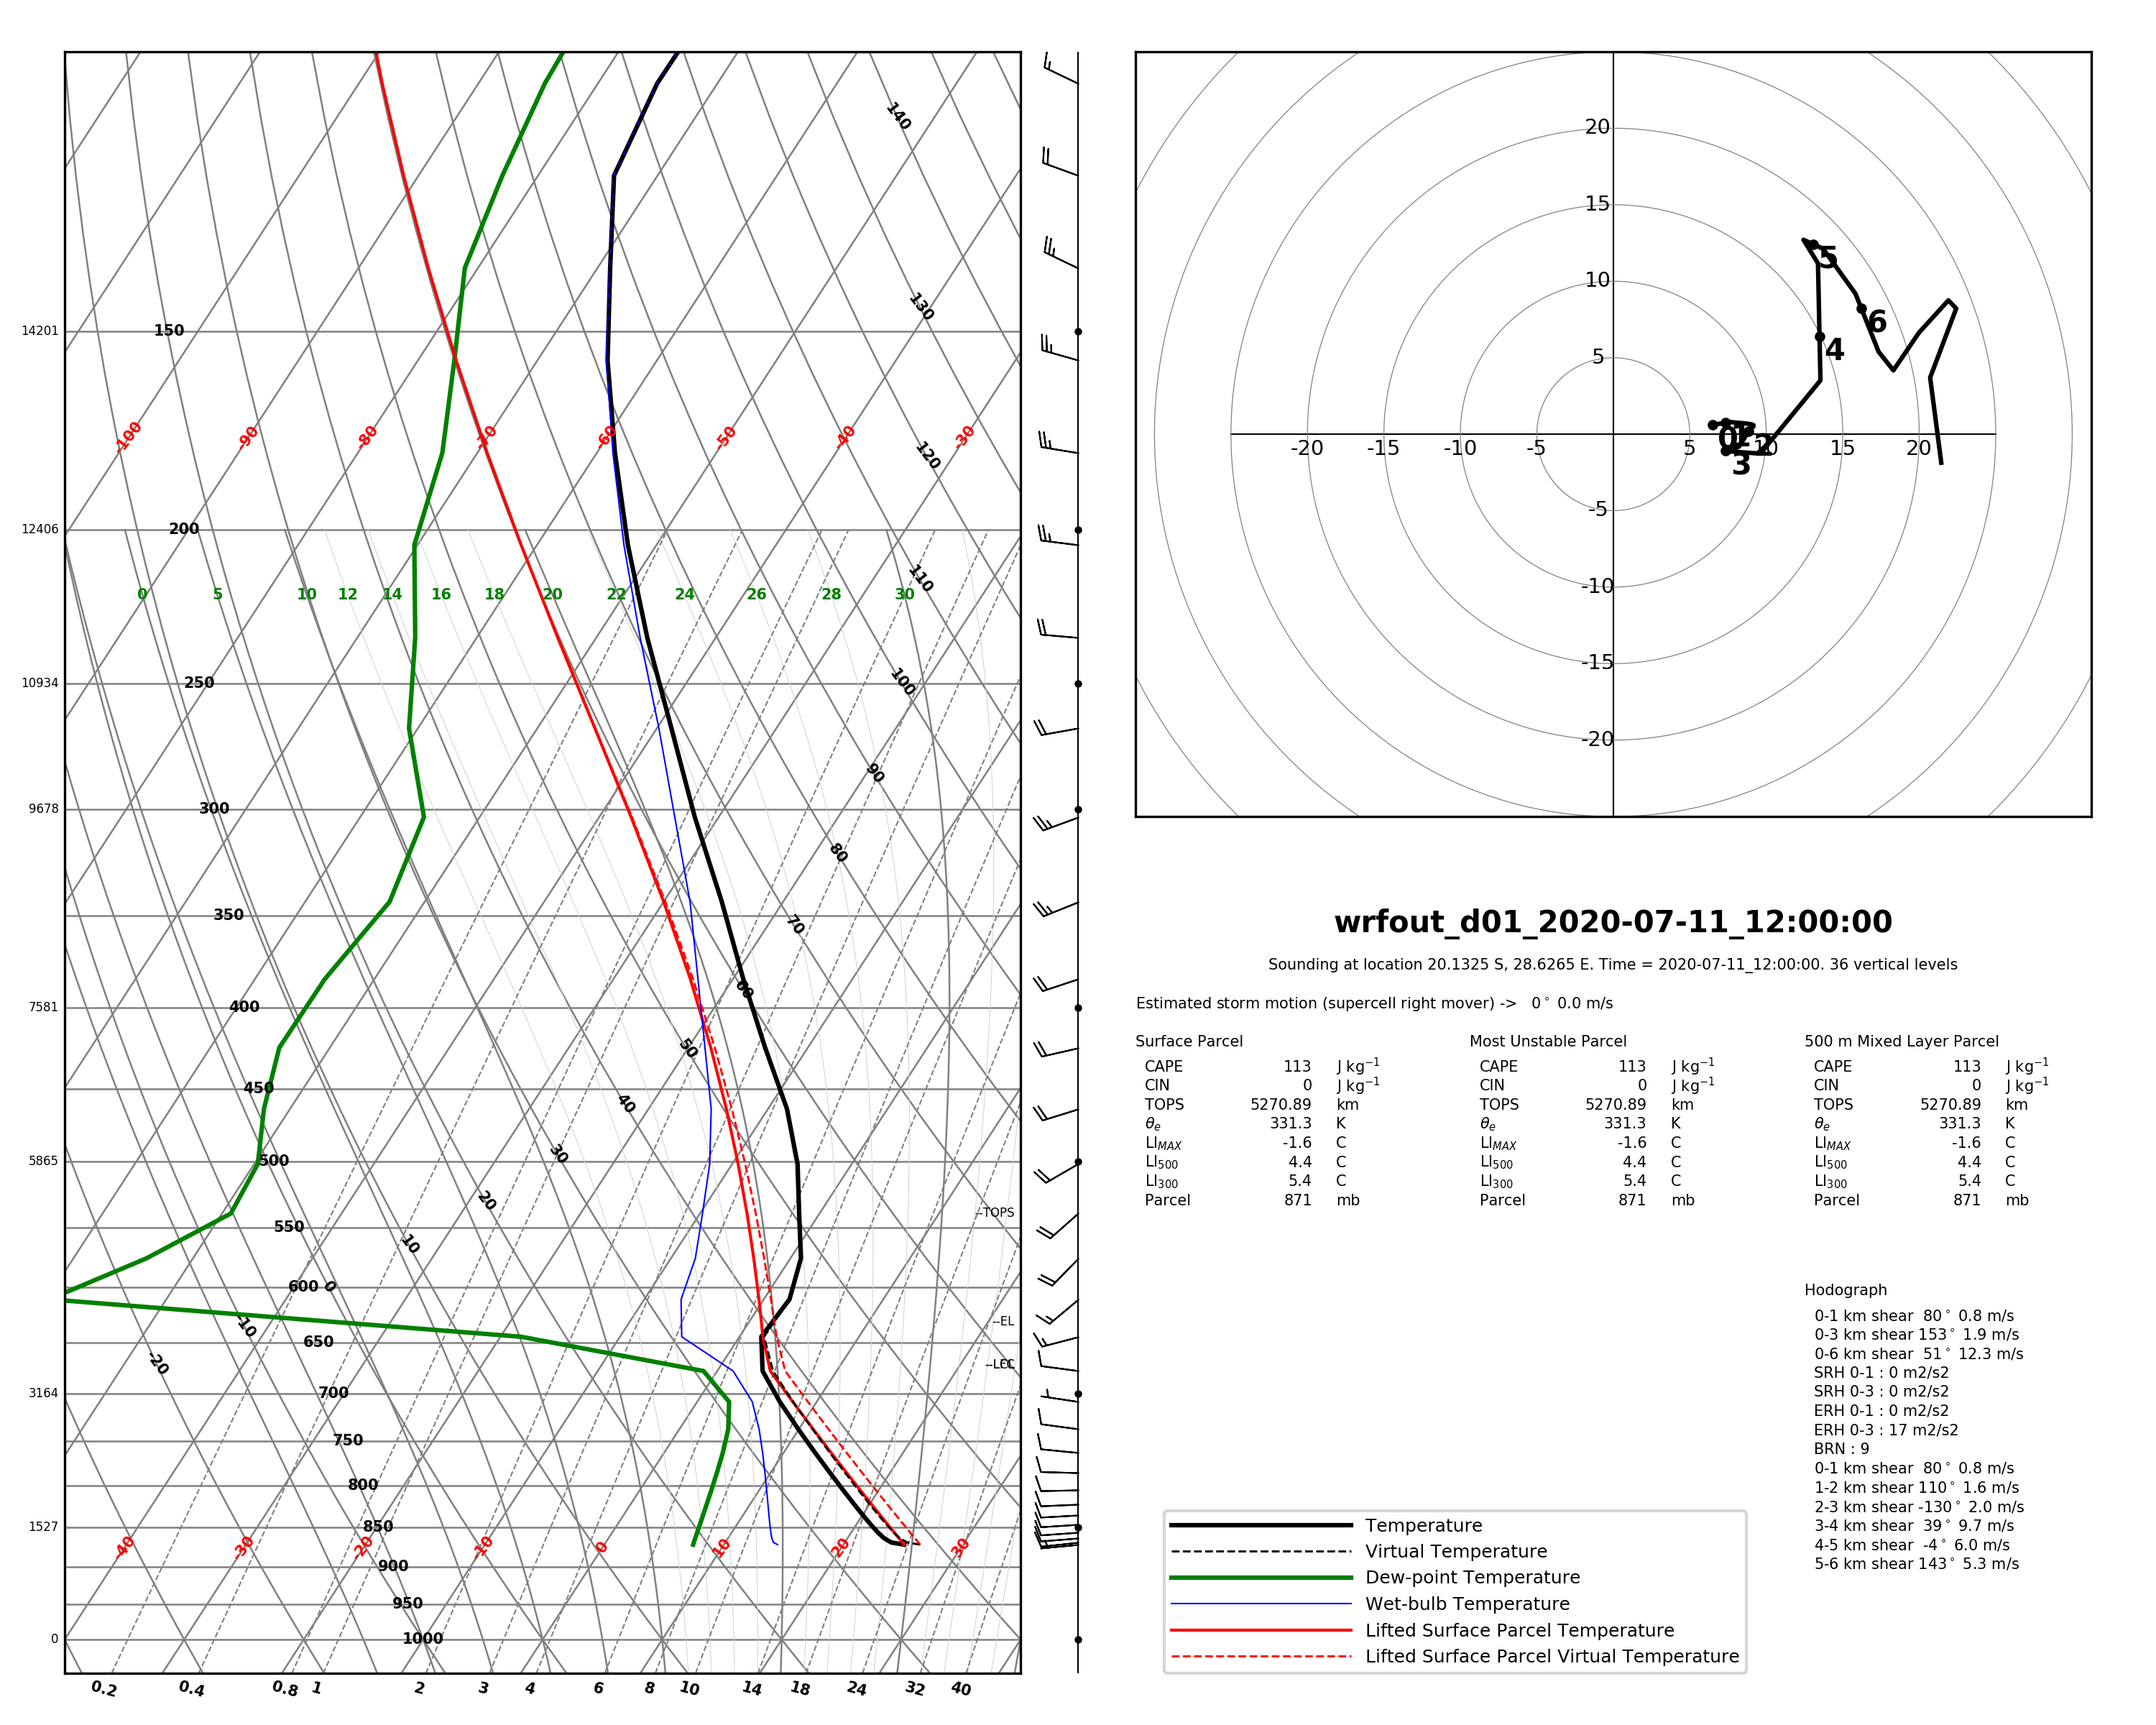 140
130
14201 150
-100 -90 -80 -70 -60 -50 -40 -30
120
12406 200
0 5 10 12 14 16 18 20 22 24 26 28 30
110
10934 250
100
90
9678 300
80
350
70
7581 400
60
50
450
40
5865 500
30
20
--TOPS
550
10
600 0
-10
--EL
650
-20
3164 700
750
800
1527 850
-40 -30 -20 -10 0 10 20 30
900
950
0 1000
0.2 0.4 0.8 1 2 3 4 6 8 10 14 18 24 32 40
20
15
10
5
-20 -15 -10 -5 5 10 15 20
-5
-10
-15
-20
0 2 3 4 5 6
wrfout_d01_2020-07-11_12:00:00
Sounding at location 20.1325 S, 28.6265 E. Time = 2020-07-11_12:00:00. 36 vertical levels
Estimated storm motion (supercell right mover) -> 0° 0.0 m/s
Surface Parcel
CAPE 113 J kg⁻¹
CIN 0 J kg⁻¹
TOPS 5270.89 km
θₑ 331.3 K
LI_MAX -1.6 C
LI₅₀₀ 4.4 C
LI₃₀₀ 5.4 C
Parcel 871 mb
Most Unstable Parcel
CAPE 113 J kg⁻¹
CIN 0 J kg⁻¹
TOPS 5270.89 km
θₑ 331.3 K
LI_MAX -1.6 C
LI₅₀₀ 4.4 C
LI₃₀₀ 5.4 C
Parcel 871 mb
500 m Mixed Layer Parcel
CAPE 113 J kg⁻¹
CIN 0 J kg⁻¹
TOPS 5270.89 km
θₑ 331.3 K
LI_MAX -1.6 C
LI₅₀₀ 4.4 C
LI₃₀₀ 5.4 C
Parcel 871 mb
Hodograph
0-1 km shear 80° 0.8 m/s
0-3 km shear 153° 1.9 m/s
0-6 km shear 51° 12.3 m/s
SRH 0-1 : 0 m2/s2
SRH 0-3 : 0 m2/s2
ERH 0-1 : 0 m2/s2
ERH 0-3 : 17 m2/s2
BRN : 9
0-1 km shear 80° 0.8 m/s
1-2 km shear 110° 1.6 m/s
2-3 km shear -130° 2.0 m/s
3-4 km shear 39° 9.7 m/s
4-5 km shear -4° 6.0 m/s
5-6 km shear 143° 5.3 m/s
Temperature
Virtual Temperature
Dew-point Temperature
Wet-bulb Temperature
Lifted Surface Parcel Temperature
Lifted Surface Parcel Virtual Temperature